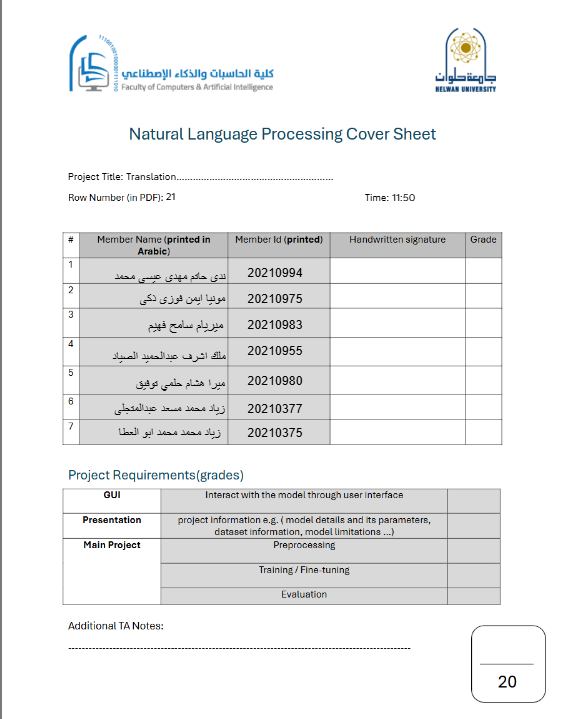 كلية الحاسبات والذكاء الإصطناعي
Faculty of Computers & Artificial Intelligence
جامعة حلوان
HELWAN UNIVERSITY
Natural Language Processing Cover Sheet
Project Title: Translation.........................................................
Row Number (in PDF): 21
Time: 11:50
# Member Name (printed in Arabic) Member Id (printed) Handwritten signature Grade
1 ندى حاتم مهدى عيسى محمد 20210994
2 مونيا ايمن فوزى ذكى 20210975
3 ميريام سامح فهيم 20210983
4 ملك اشرف عبدالحميد الصياد 20210955
5 ميرا هشام حلمي توفيق 20210980
6 زياد محمد مسعد عبدالمتجلى 20210377
7 زياد محمد محمد ابو العطا 20210375
Project Requirements(grades)
GUI Interact with the model through user interface
Presentation project information e.g. ( model details and its parameters,
dataset information, model limitations ...)
Main Project Preprocessing
Training / Fine-tuning
Evaluation
Additional TA Notes:
----------------------------------------------------------------------------------------------------
20